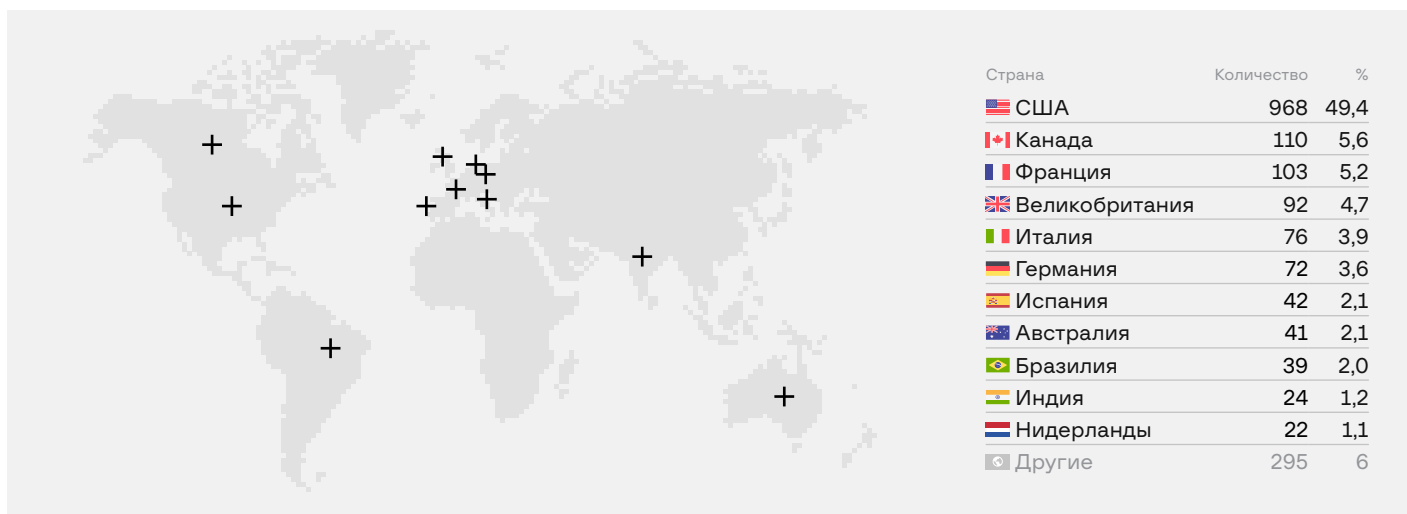 Страна Количество %
США 968 49,4
Канада 110 5,6
Франция 103 5,2
Великобритания 92 4,7
Италия 76 3,9
Германия 72 3,6
Испания 42 2,1
Австралия 41 2,1
Бразилия 39 2,0
Индия 24 1,2
Нидерланды 22 1,1
Другие 295 6